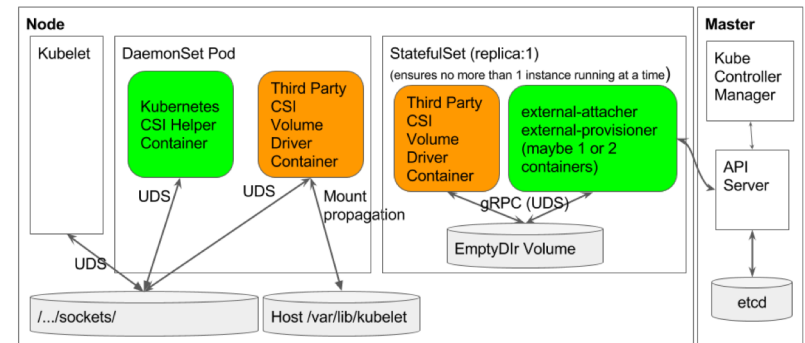 Node
Master
Kubelet
DaemonSet Pod
StatefulSet (replica:1)
(ensures no more than 1 instance running at a time)
Kube
Controller
Manager
Kubernetes
CSI Helper
Container
Third Party
CSI
Volume
Driver
Container
Third Party
CSI
Volume
Driver
Container
external-attacher
external-provisioner
(maybe 1 or 2
containers)
API
Server
UDS
UDS
Mount
propagation
gRPC (UDS)
UDS
EmptyDIr Volume
/.../sockets/
Host /var/lib/kubelet
etcd